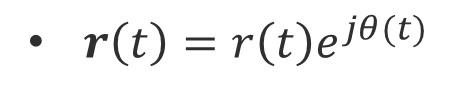 • 𝒓(t) = r(t)e^{jθ(t)}